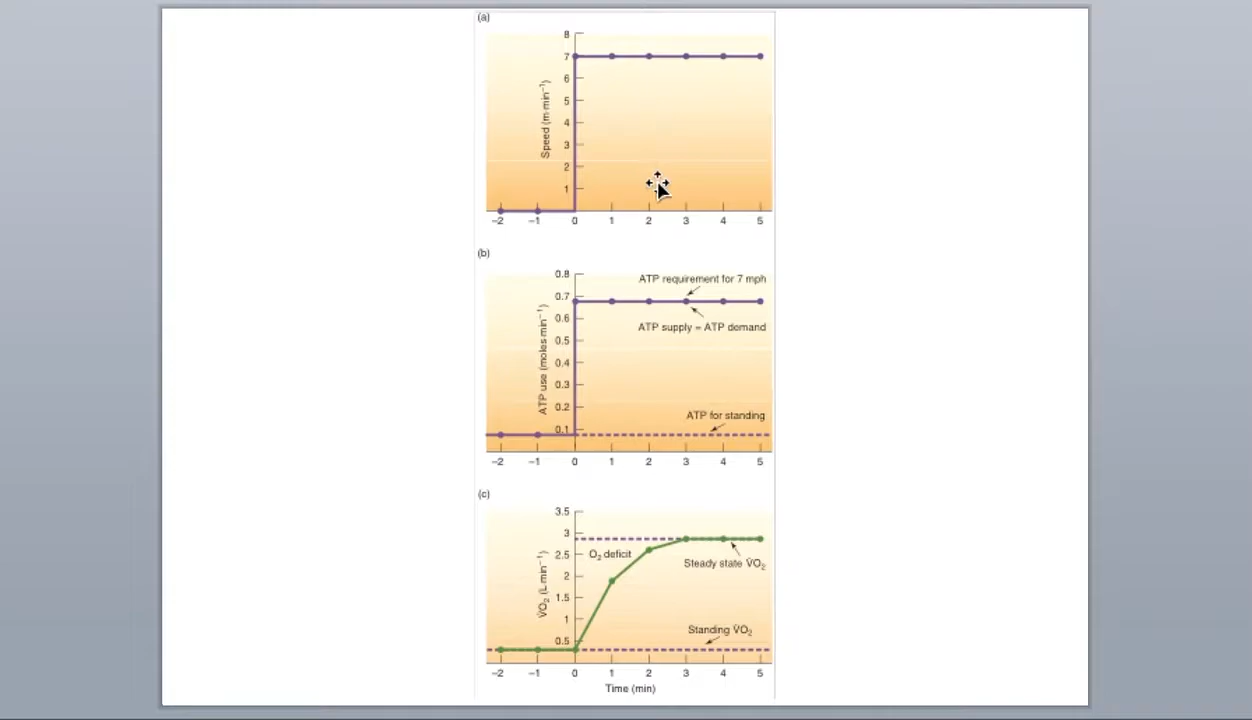 (a)
8
7
6
5
4
3
2
1
Speed (m·min⁻¹)
–2 –1 0 1 2 3 4 5
(b)
0.8
0.7
0.6
0.5
0.4
0.3
0.2
0.1
ATP use (moles·min⁻¹)
ATP requirement for 7 mph
ATP supply = ATP demand
ATP for standing
–2 –1 0 1 2 3 4 5
(c)
3.5
3
2.5
2
1.5
1
0.5
V̇O₂ (L·min⁻¹)
O₂ deficit
Steady state V̇O₂
Standing V̇O₂
–2 –1 0 1 2 3 4 5
Time (min)